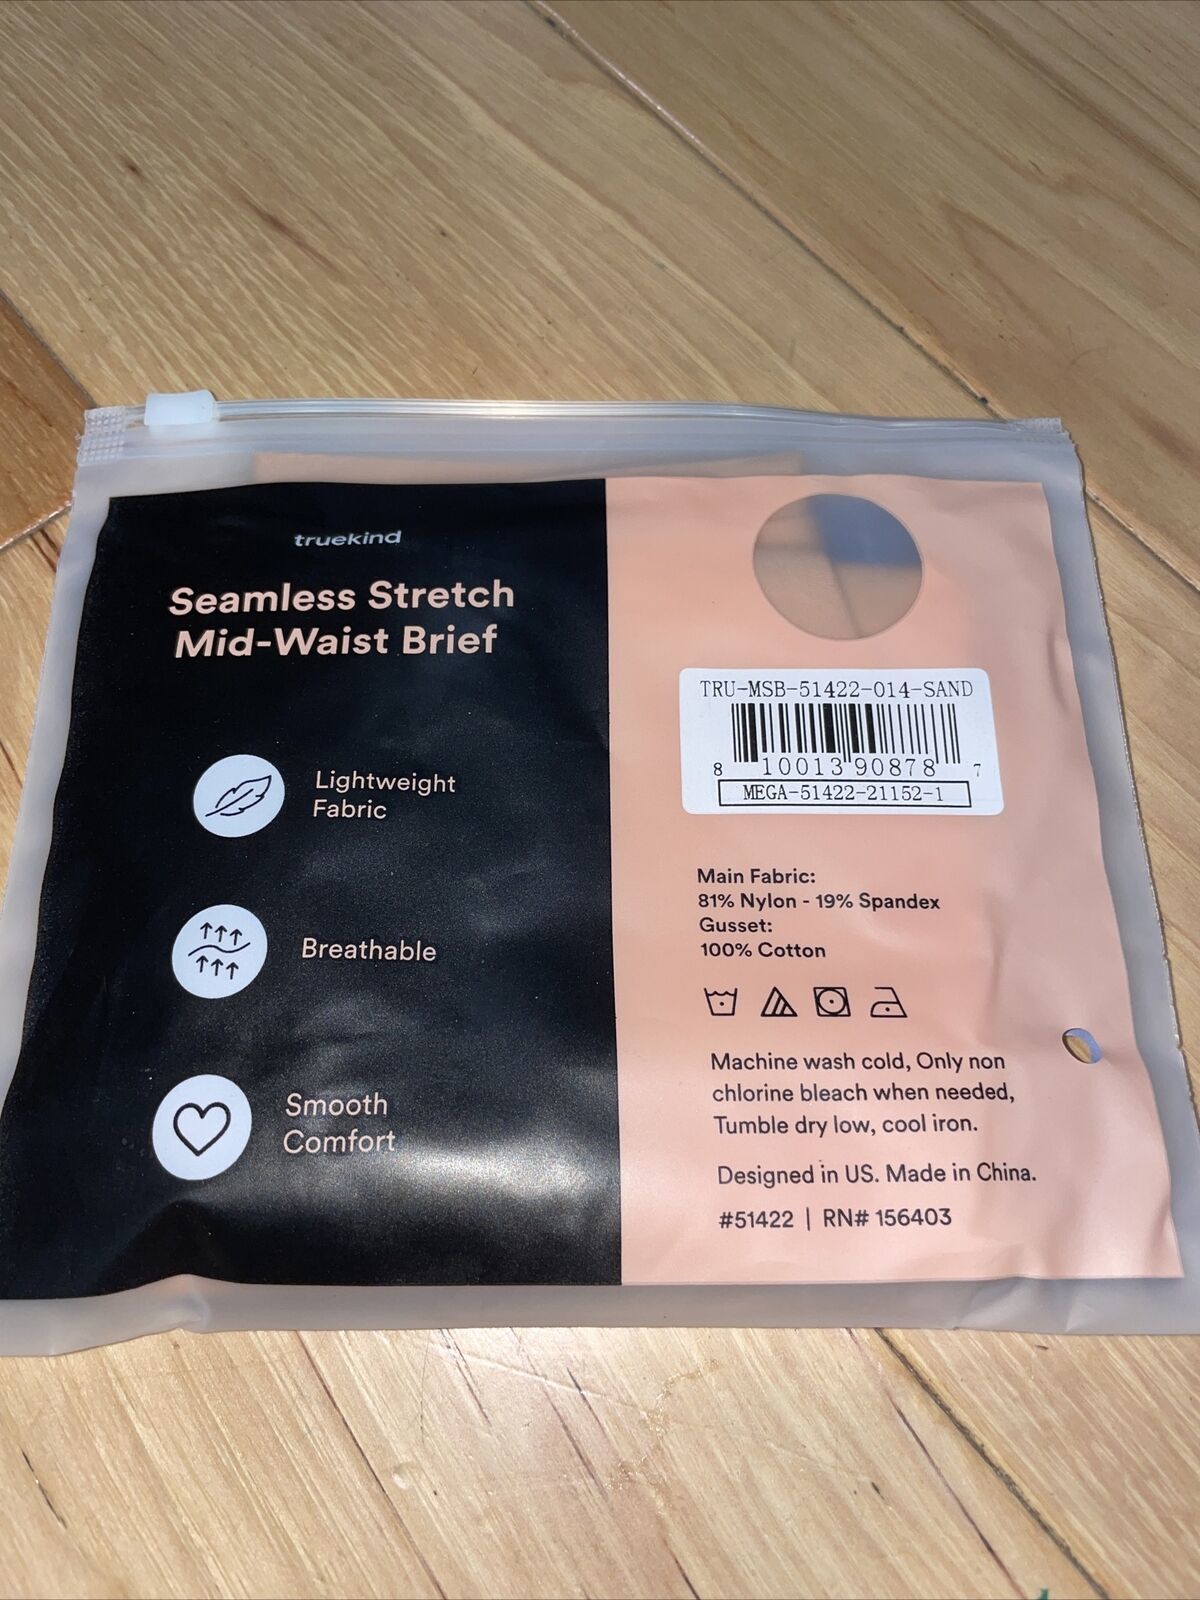 truekind
Seamless Stretch
Mid-Waist Brief
Lightweight
Fabric
Breathable
Smooth
Comfort
TRU-MSB-51422-014-SAND
8 10013 90878 7
MEGA-51422-21152-1
Main Fabric:
81% Nylon - 19% Spandex
Gusset:
100% Cotton
Machine wash cold, Only non
chlorine bleach when needed,
Tumble dry low, cool iron.
Designed in US. Made in China.
#51422 | RN# 156403